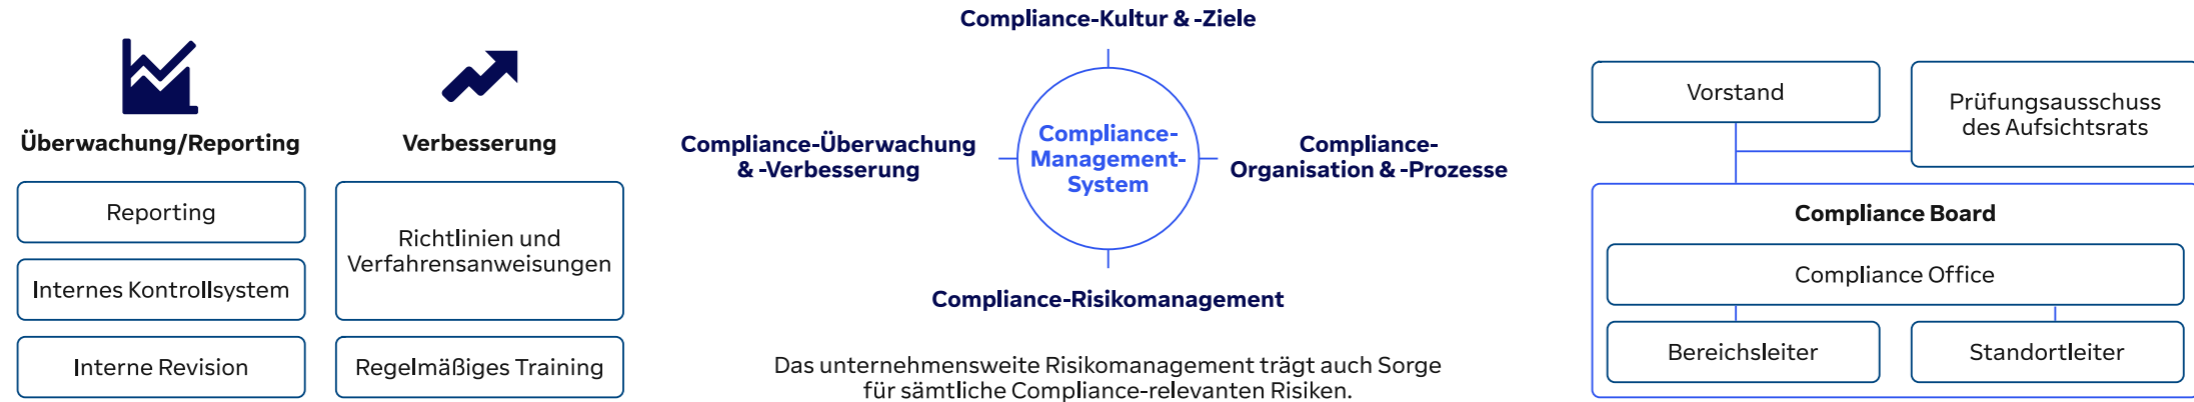 Überwachung/Reporting
Reporting
Internes Kontrollsystem
Interne Revision
Verbesserung
Richtlinien und
Verfahrensanweisungen
Regelmäßiges Training
Compliance-Kultur & -Ziele
Compliance-Überwachung
& -Verbesserung
Compliance-
Management-
System
Compliance-
Organisation & -Prozesse
Compliance-Risikomanagement
Das unternehmensweite Risikomanagement trägt auch Sorge
für sämtliche Compliance-relevanten Risiken.
Vorstand
Prüfungsausschuss
des Aufsichtsrats
Compliance Board
Compliance Office
Bereichsleiter
Standortleiter